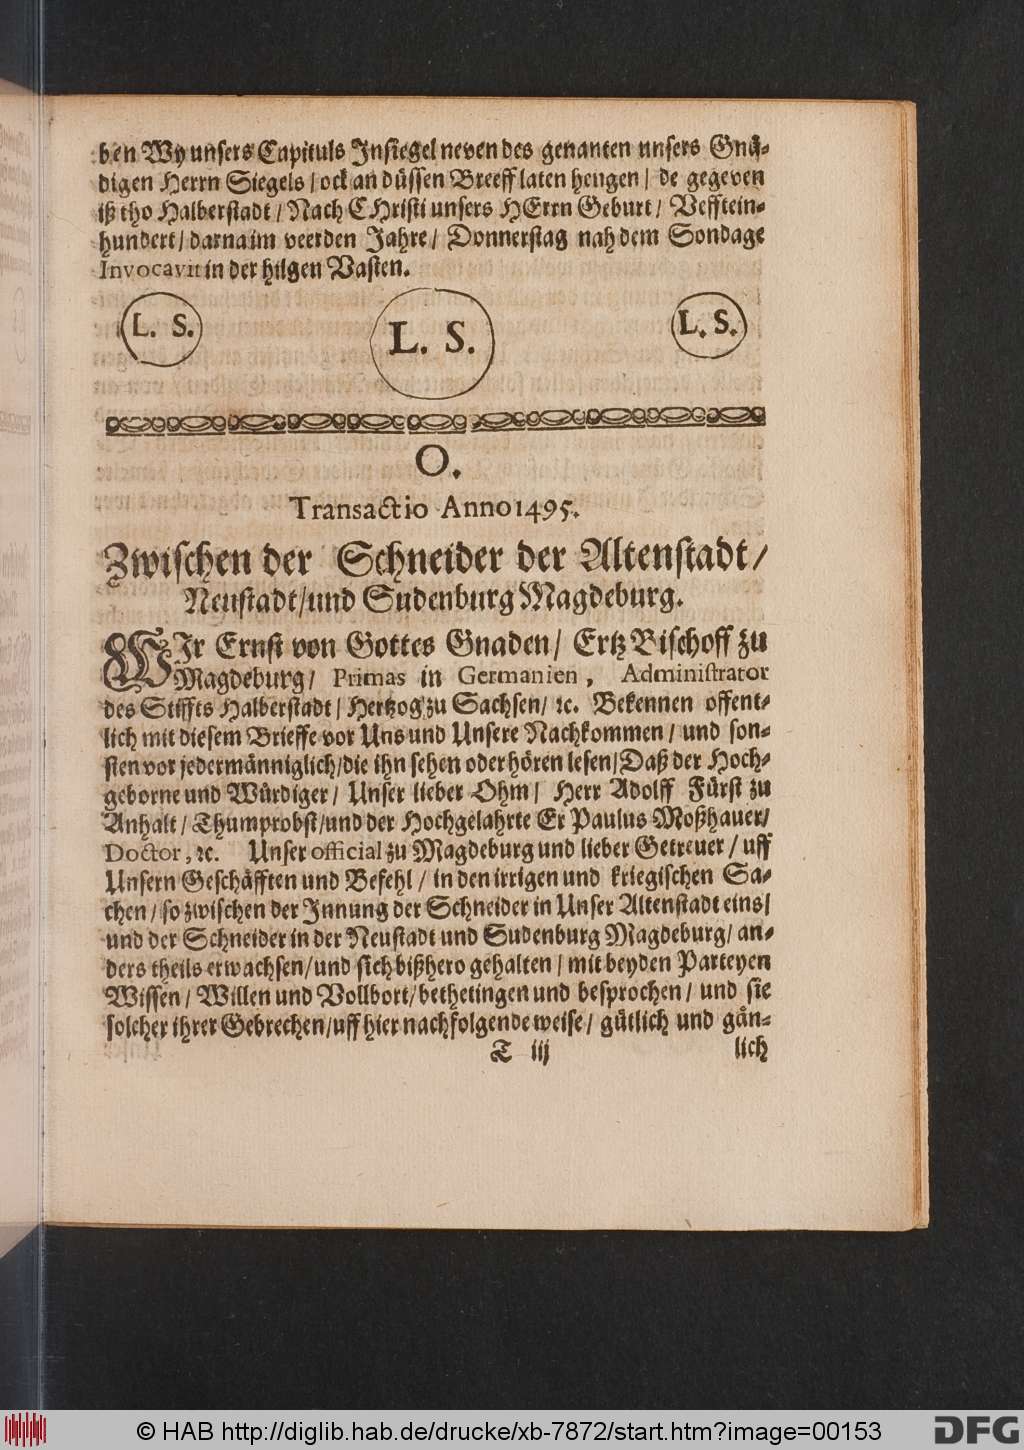 ben Wy unsers Capituls Insiegel neven des genanten unsers Gnä-
digen Herrn Siegels / ock an düssen Breeff laten hengen / de gegeven
iß tho Halberstadt / Nach CHristi unsers HErrn Geburt / Vefftein-
hundert / darna im veerden Jahre / Donnerstag nah dem Sondage
Invocavit in der hilgen Vasten.
L. S. L. S. L. S.
O.
Transactio Anno 1495.
Zwischen der Schneider der Altenstadt /
Neustadt / und Sudenburg Magdeburg.
WIr Ernst von Gottes Gnaden / Ertz Bischoff zu
Magdeburg / Primas in Germanien, Administrator
des Stiffts Halberstadt / Hertzog zu Sachsen / ꝛc. Bekennen offent-
lich mit diesem Brieffe vor Uns und Unsere Nachkommen / und son-
sten vor jedermänniglich / die ihn sehen oder hören lesen / Daß der Hoch-
geborne und Würdiger / Unser lieber Ohm / Herr Adolff Fürst zu
Anhalt / Thumprobst / und der Hochgelahrte Er Paulus Moßhauer /
Doctor, ꝛc. Unser official zu Magdeburg und lieber Getreuer / uff
Unsern Geschäfften und Befehl / in den irrigen und kriegischen Sa-
chen / so zwischen der Innung der Schneider in Unser Altenstadt eins /
und der Schneider in der Neustadt und Sudenburg Magdeburg / an-
ders theils erwachsen / und sich bißhero gehalten / mit beyden Parteyen
Wissen / Willen und Vollbort / bethetingen und besprochen / und sie
solcher ihrer Gebrechen / uff hier nachfolgende weise / gütlich und gän-
T iij lich
© HAB http://diglib.hab.de/drucke/xb-7872/start.htm?image=00153 DFG